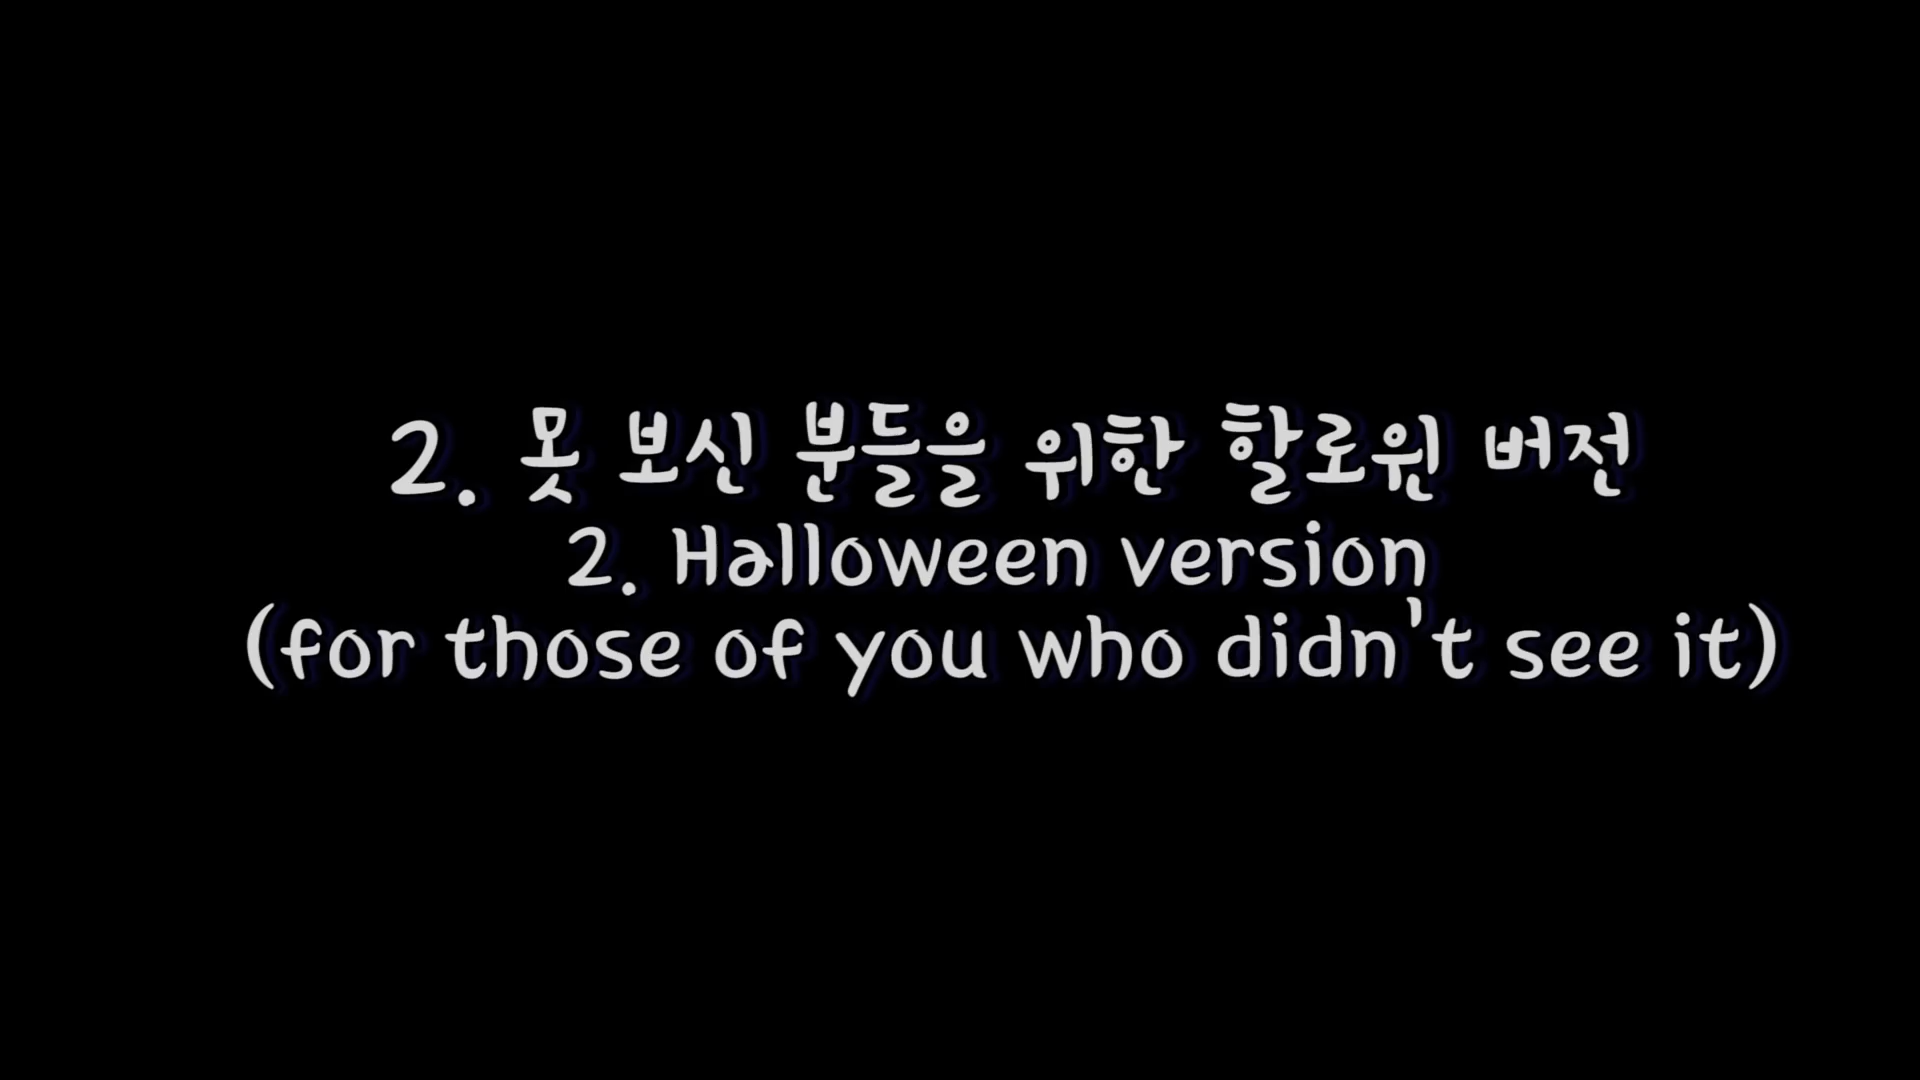 2. 못 보신 분들을 위한 할로윈 버전
2. Halloween version
(for those of you who didn't see it)